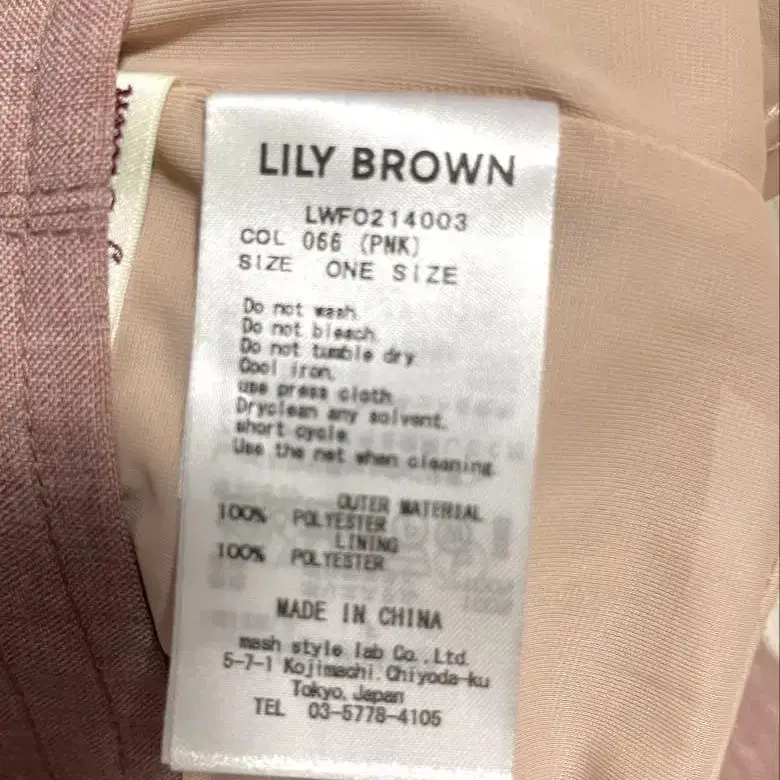 LILY BROWN
LWFO214003
COL 066 (PNK)
SIZE ONE SIZE
Do not wash.
Do not bleach.
Do not tumble dry
Cool iron.
use press cloth.
Dryclean any solvent.
short cycle
Use the net when cleaning.
OUTER MATERIAL
100% POLYESTER
LINING
100% POLYESTER
MADE IN CHINA
mash style lab Co.,Ltd.
5-7-1 Kojimachi.Chiyoda-ku
Tokyo, Japan
TEL 03-5778-4105